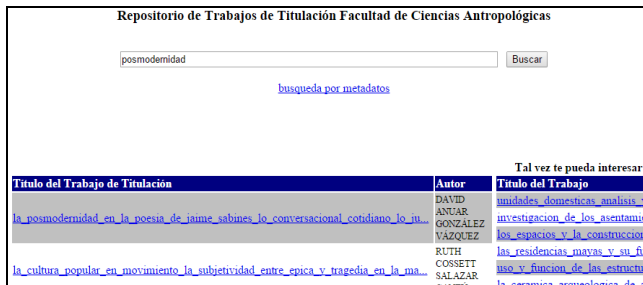 Repositorio de Trabajos de Titulación Facultad de Ciencias Antropológicas
posmodernidad
Buscar
busqueda por metadatos
Tal vez te pueda interesar
Título del Trabajo de Titulación
Autor
Título del Trabajo
la_posmodernidad_en_la_poesia_de_jaime_sabines_lo_conversacional_cotidiano_lo_ju...
DAVID
ANUAR
GONZÁLEZ
VÁZQUEZ
unidades_domesticas_analisis_
investigacion_de_los_asentami
los_espacios_y_la_construccion
la_cultura_popular_en_movimiento_la_subjetividad_entre_epica_y_tragedia_en_la_ma...
RUTH
COSSETT
SALAZAR
las_residencias_mayas_y_su_fu
uso_y_funcion_de_las_estructu